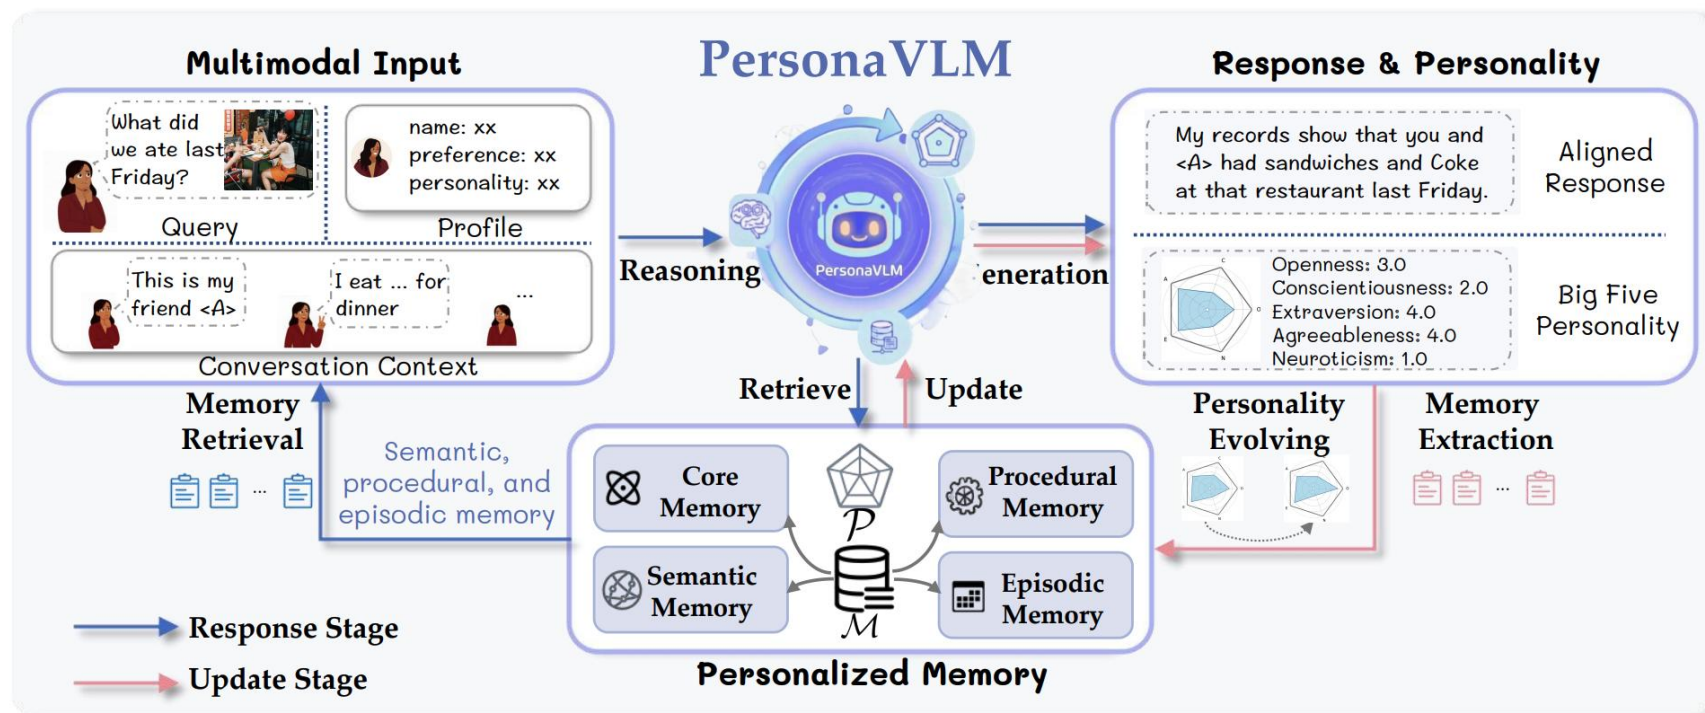 PersonaVLM
Multimodal Input
What did
we ate last
Friday?
Query
name: xx
preference: xx
personality: xx
Profile
This is my
friend <A>
I eat ... for
dinner
...
Conversation Context
Reasoning
PersonaVLM
eneration
Response & Personality
My records show that you and
<A> had sandwiches and Coke
at that restaurant last Friday.
Aligned
Response
Openness: 3.0
Conscientiousness: 2.0
Extraversion: 4.0
Agreeableness: 4.0
Neuroticism: 1.0
Big Five
Personality
Retrieve
Update
Memory
Retrieval
...
Semantic,
procedural, and
episodic memory
Core
Memory
Semantic
Memory
P
M
Procedural
Memory
Episodic
Memory
Personalized Memory
Personality
Evolving
Memory
Extraction
...
Response Stage
Update Stage